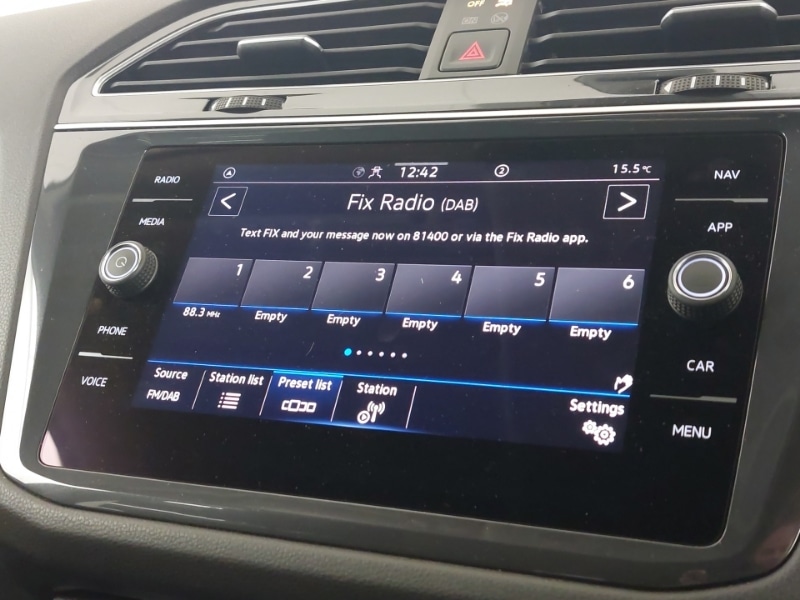 OFF
RADIO
MEDIA
PHONE
VOICE
12:42
2
15.5°C
<
Fix Radio (DAB)
>
Text FIX and your message now on 81400 or via the Fix Radio app.
1 2 3 4 5 6
88.3 MHz Empty Empty Empty Empty Empty
Source Station list Preset list Station Settings
FM/DAB
NAV
APP
CAR
MENU